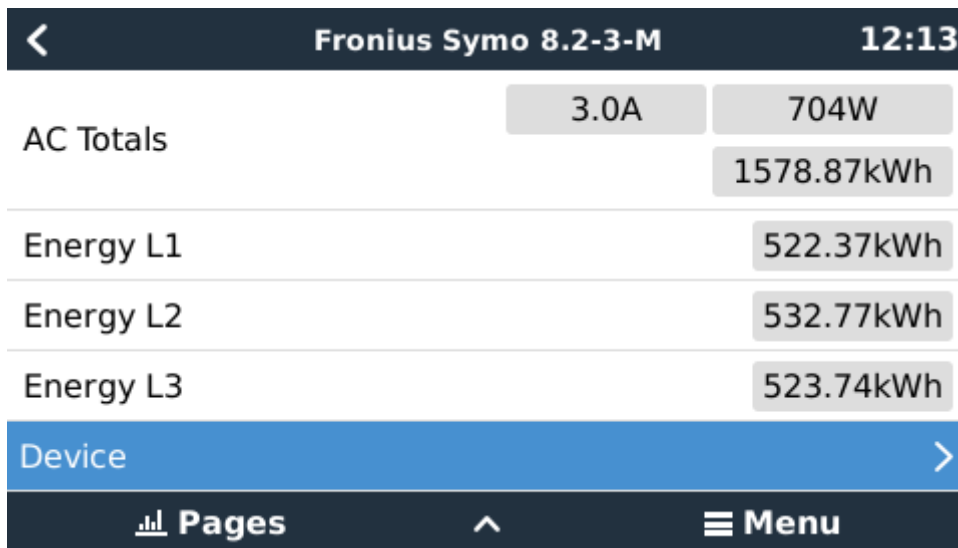 Fronius Symo 8.2-3-M 12:13
AC Totals 3.0A 704W
1578.87kWh
Energy L1 522.37kWh
Energy L2 532.77kWh
Energy L3 523.74kWh
Device
Pages Menu